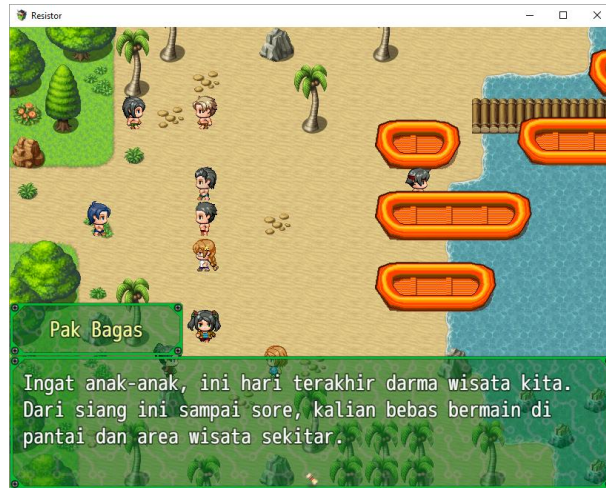 Resistor
Pak Bagas
Ingat anak-anak, ini hari terakhir darma wisata kita.
Dari siang ini sampai sore, kalian bebas bermain di
pantai dan area wisata sekitar.